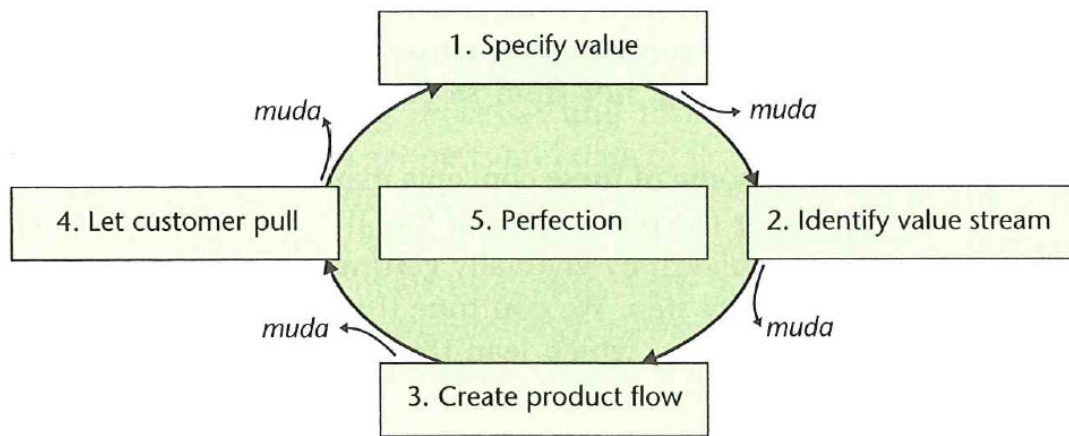 1. Specify value
muda
muda
4. Let customer pull
5. Perfection
2. Identify value stream
muda
muda
3. Create product flow